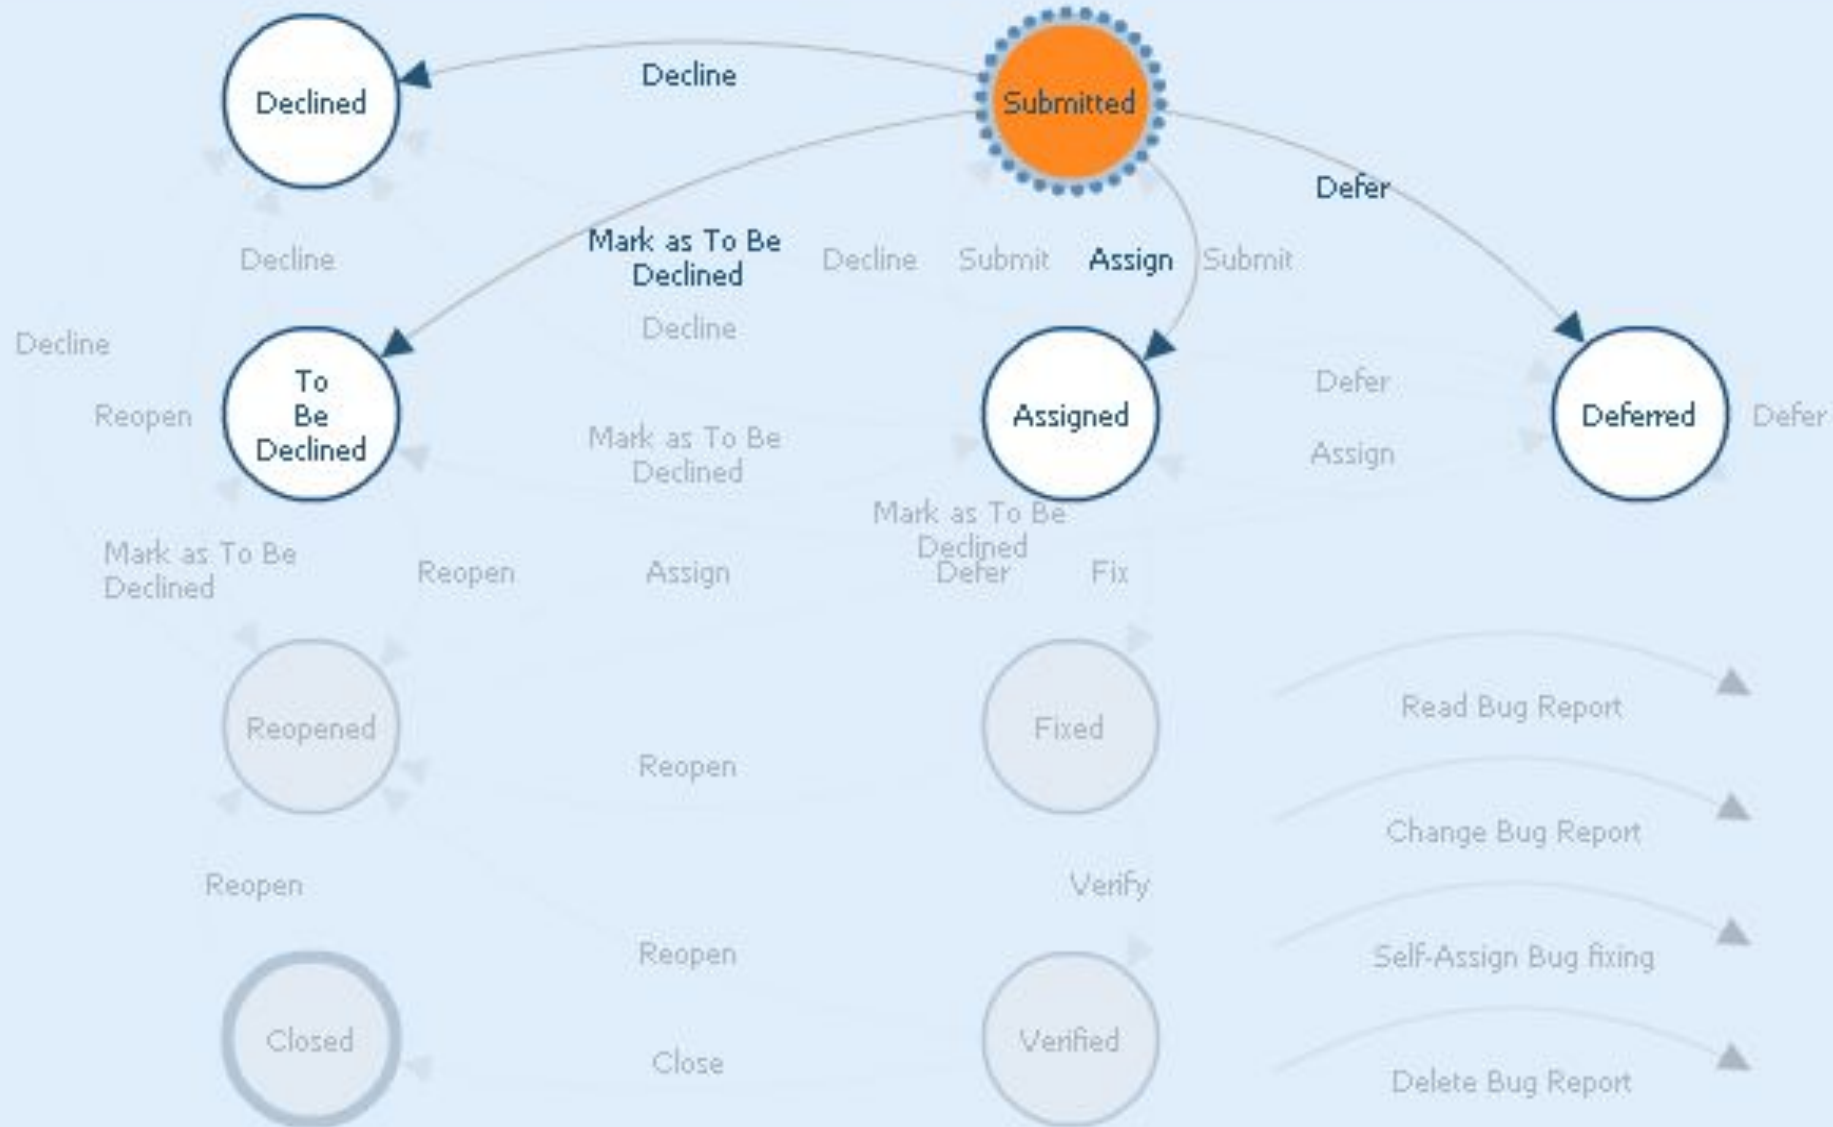 Declined
Decline
Submitted
Defer
Decline
Mark as To Be
Declined
Decline
Submit
Assign
Submit
Decline
Decline
To
Be
Declined
Reopen
Mark as To Be
Declined
Assigned
Defer
Assign
Deferred
Defer
Mark as To Be
Declined
Mark as To Be
Declined
Reopen
Assign
Defer
Fix
Reopened
Fixed
Read Bug Report
Reopen
Change Bug Report
Reopen
Verify
Reopen
Self-Assign Bug fixing
Closed
Close
Verified
Delete Bug Report